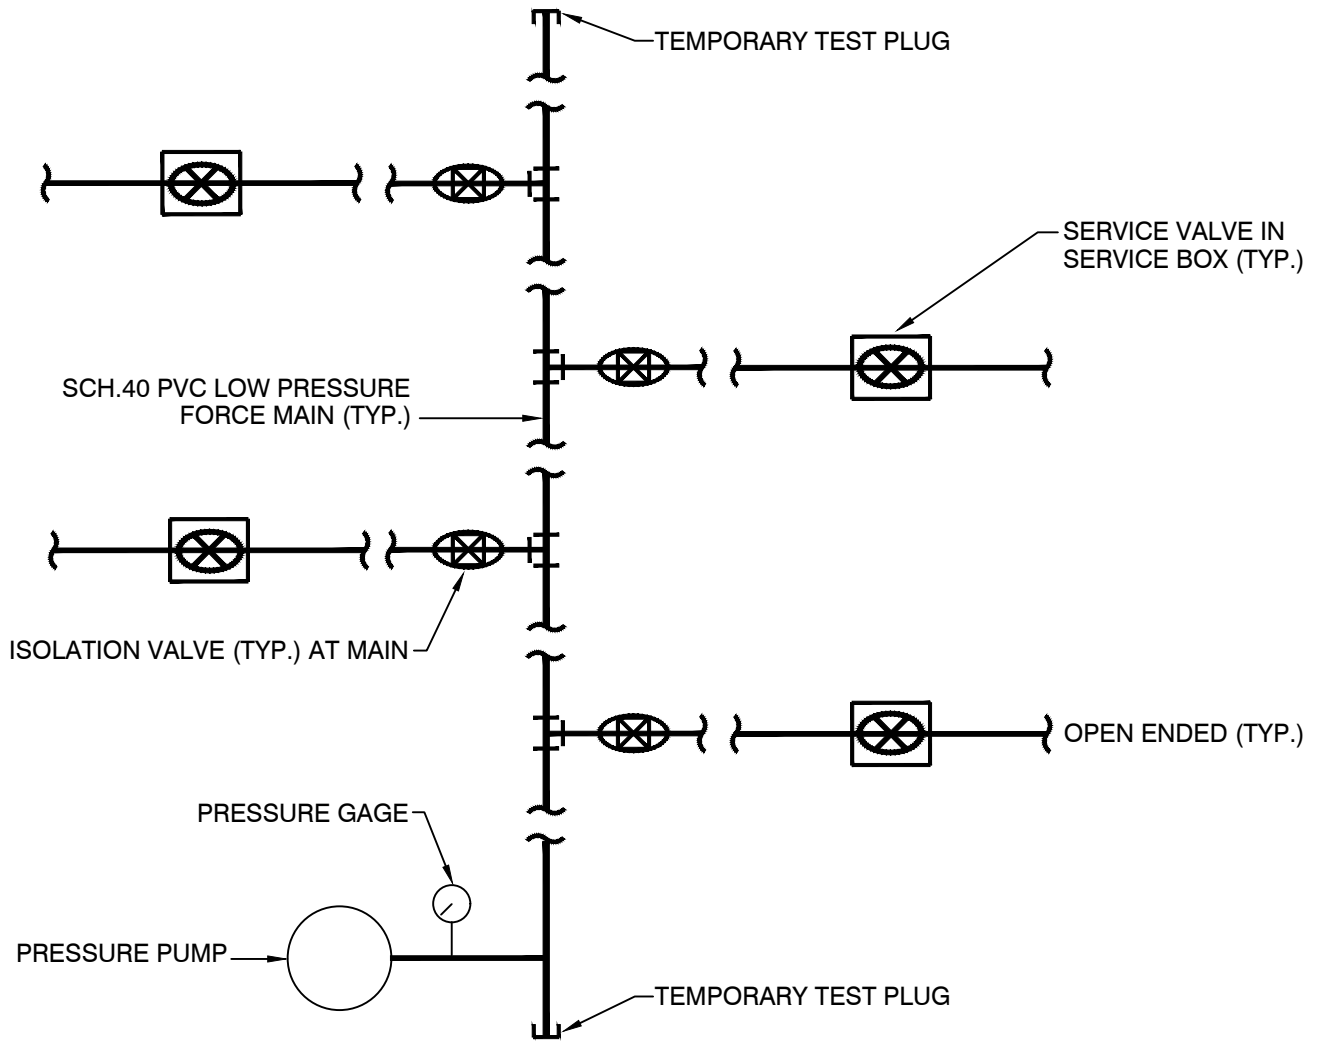 TEMPORARY TEST PLUG
SERVICE VALVE IN
SERVICE BOX (TYP.)
SCH.40 PVC LOW PRESSURE
FORCE MAIN (TYP.)
ISOLATION VALVE (TYP.) AT MAIN
OPEN ENDED (TYP.)
PRESSURE GAGE
PRESSURE PUMP
TEMPORARY TEST PLUG